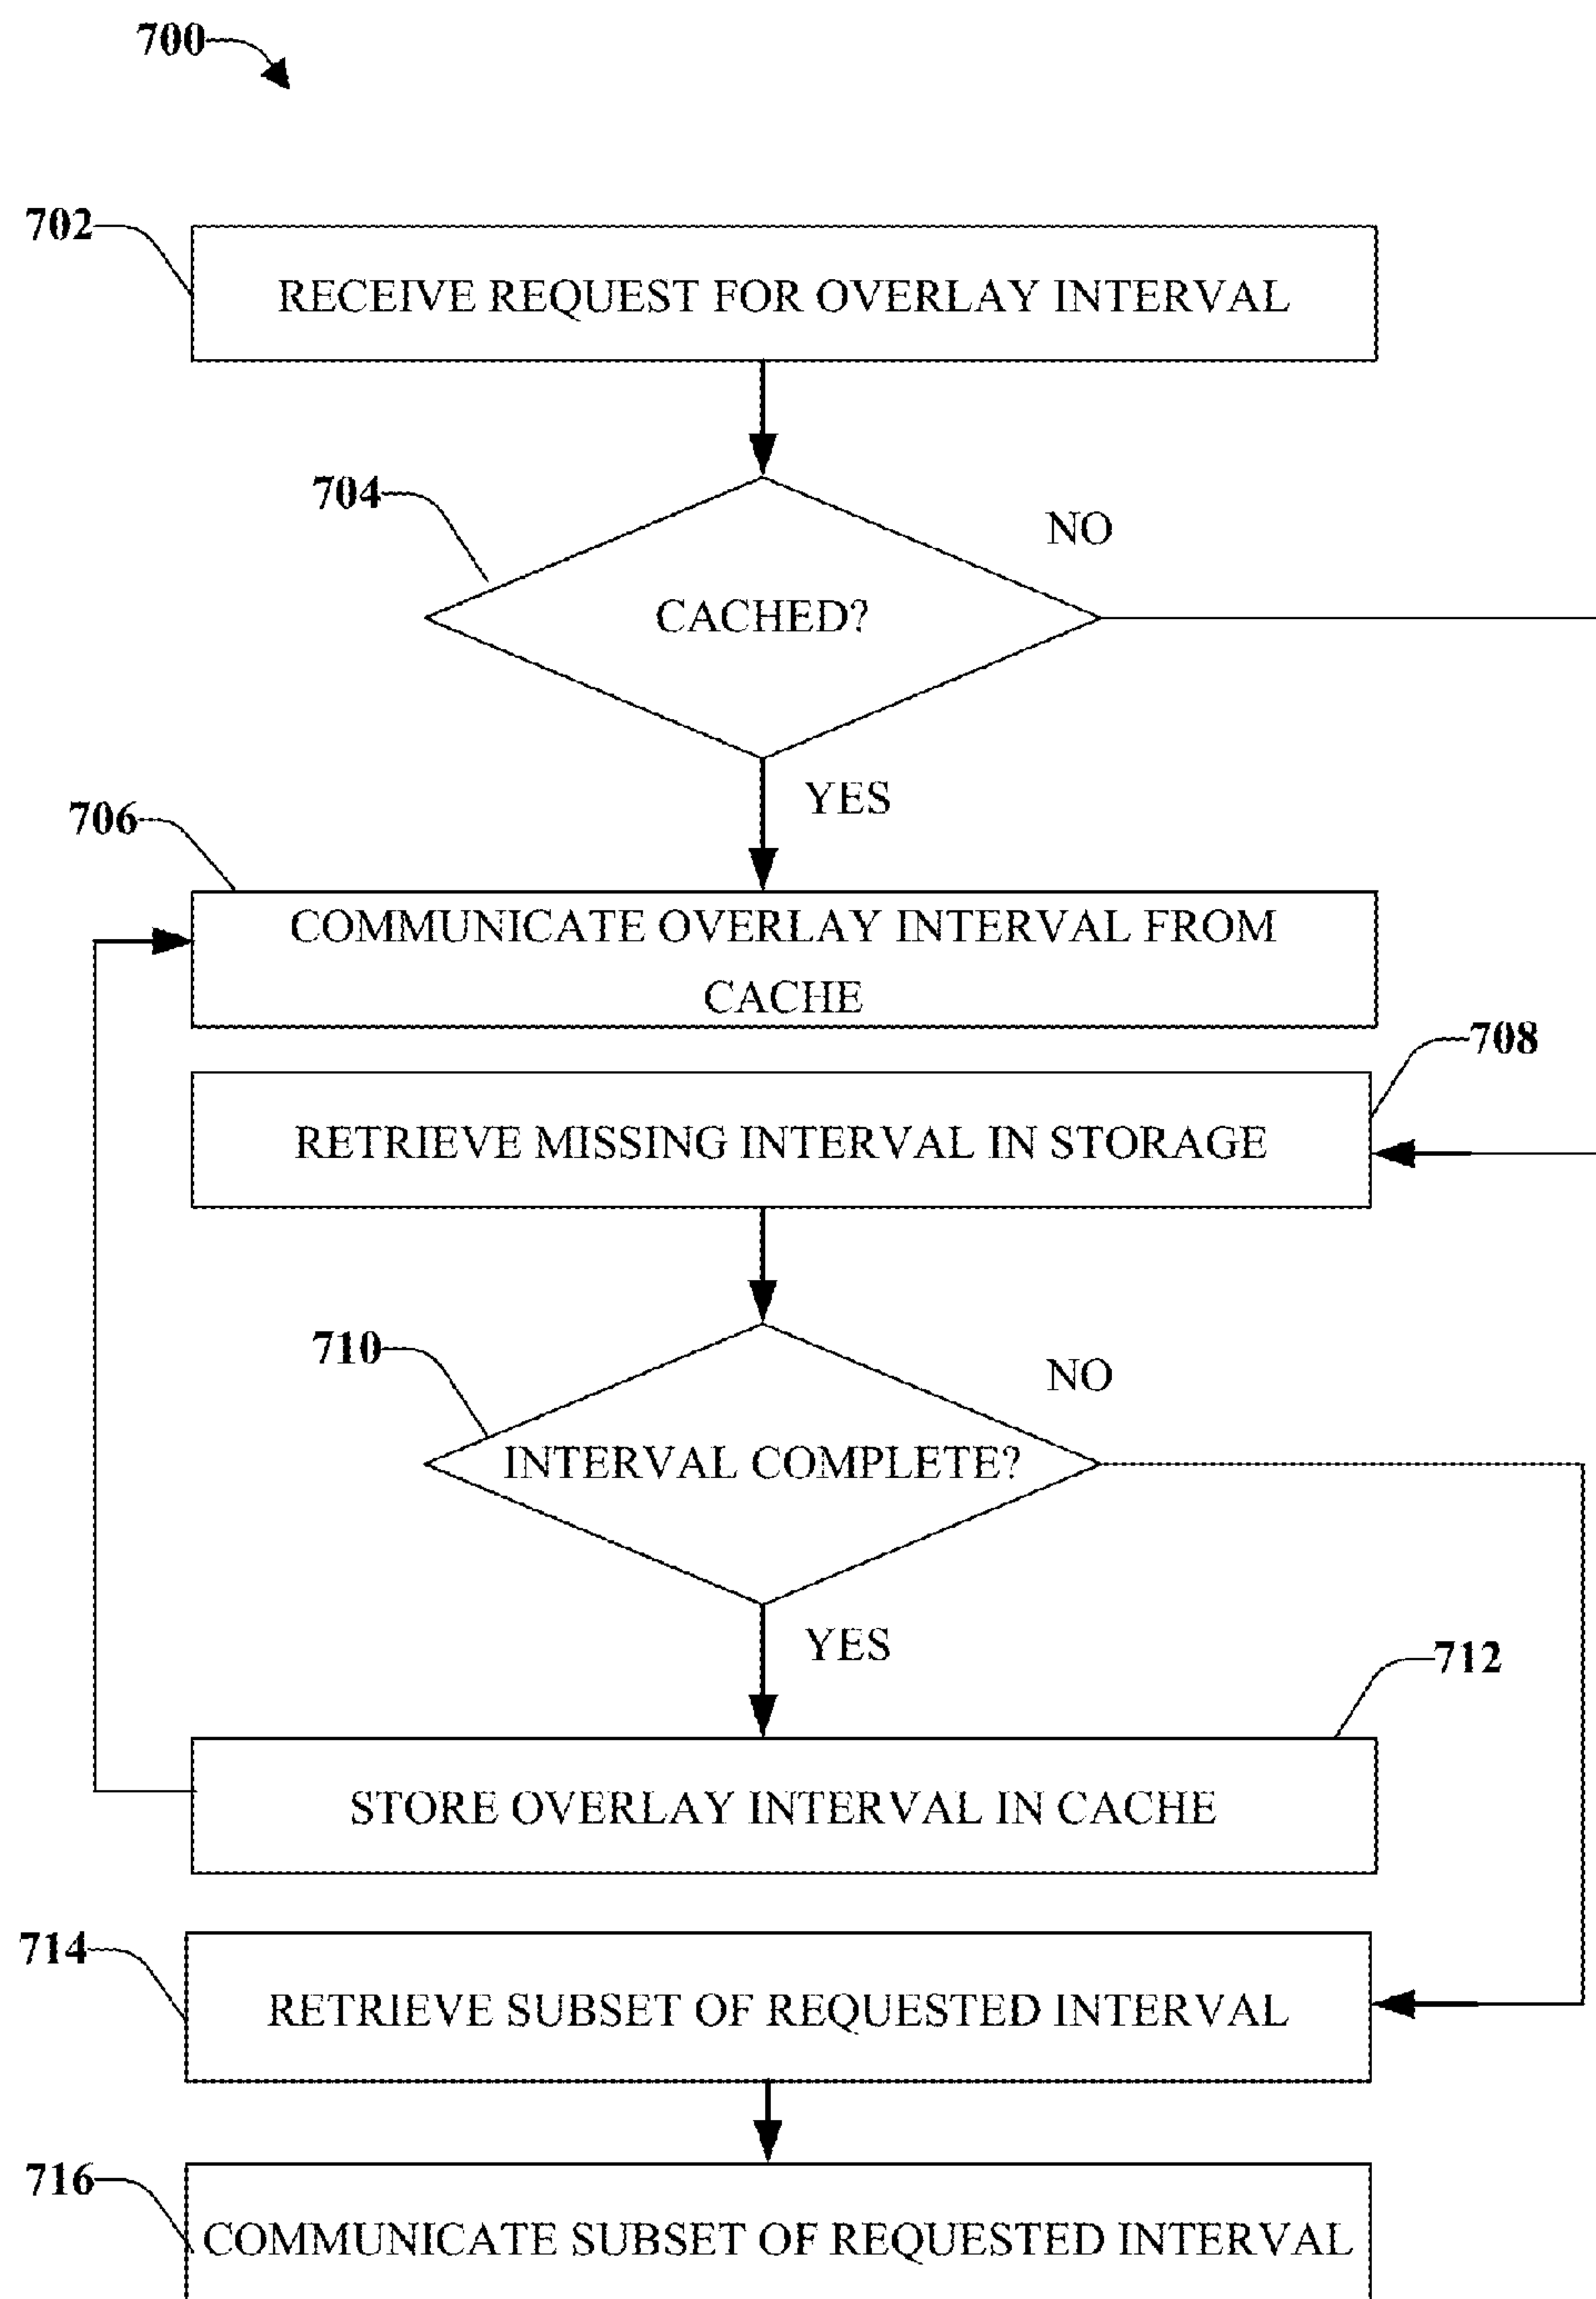 700
702
RECEIVE REQUEST FOR OVERLAY INTERVAL
704
NO
CACHED?
YES
706
COMMUNICATE OVERLAY INTERVAL FROM
CACHE
708
RETRIEVE MISSING INTERVAL IN STORAGE
710
NO
INTERVAL COMPLETE?
YES
712
STORE OVERLAY INTERVAL IN CACHE
714
RETRIEVE SUBSET OF REQUESTED INTERVAL
716
COMMUNICATE SUBSET OF REQUESTED INTERVAL